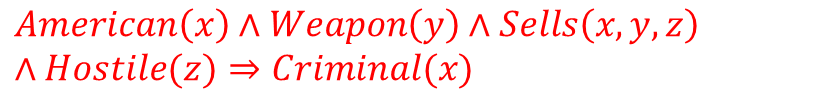 American(x) ∧ Weapon(y) ∧ Sells(x, y, z)
∧ Hostile(z) ⇒ Criminal(x)